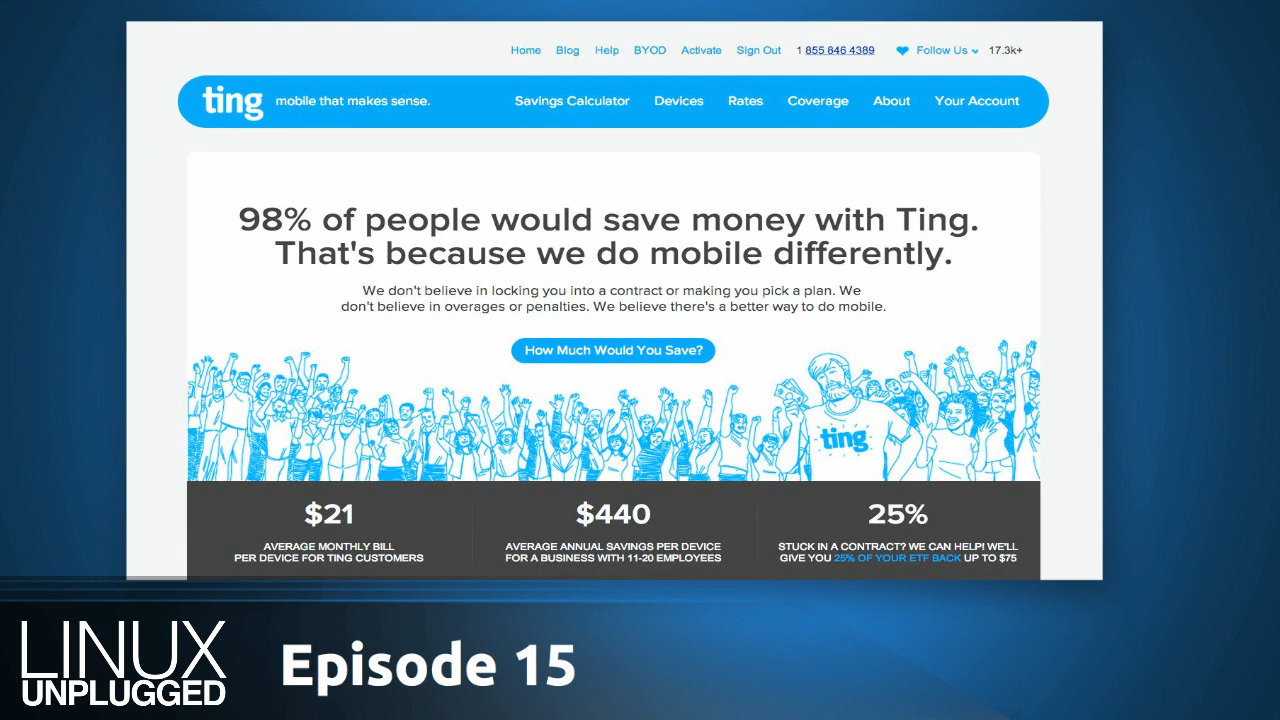 Home Blog Help BYOD Activate Sign Out 1 855 846 4389 Follow Us 17.3k+
ting mobile that makes sense. Savings Calculator Devices Rates Coverage About Your Account
98% of people would save money with Ting.
That's because we do mobile differently.
We don't believe in locking you into a contract or making you pick a plan. We
don't believe in overages or penalties. We believe there's a better way to do mobile.
How Much Would You Save?
ting
$21
AVERAGE MONTHLY BILL
PER DEVICE FOR TING CUSTOMERS
$440
AVERAGE ANNUAL SAVINGS PER DEVICE
FOR A BUSINESS WITH 11-20 EMPLOYEES
25%
STUCK IN A CONTRACT? WE CAN HELP! WE'LL
GIVE YOU 25% OF YOUR ETF BACK UP TO $75
LINUX
UNPLUGGED
Episode 15